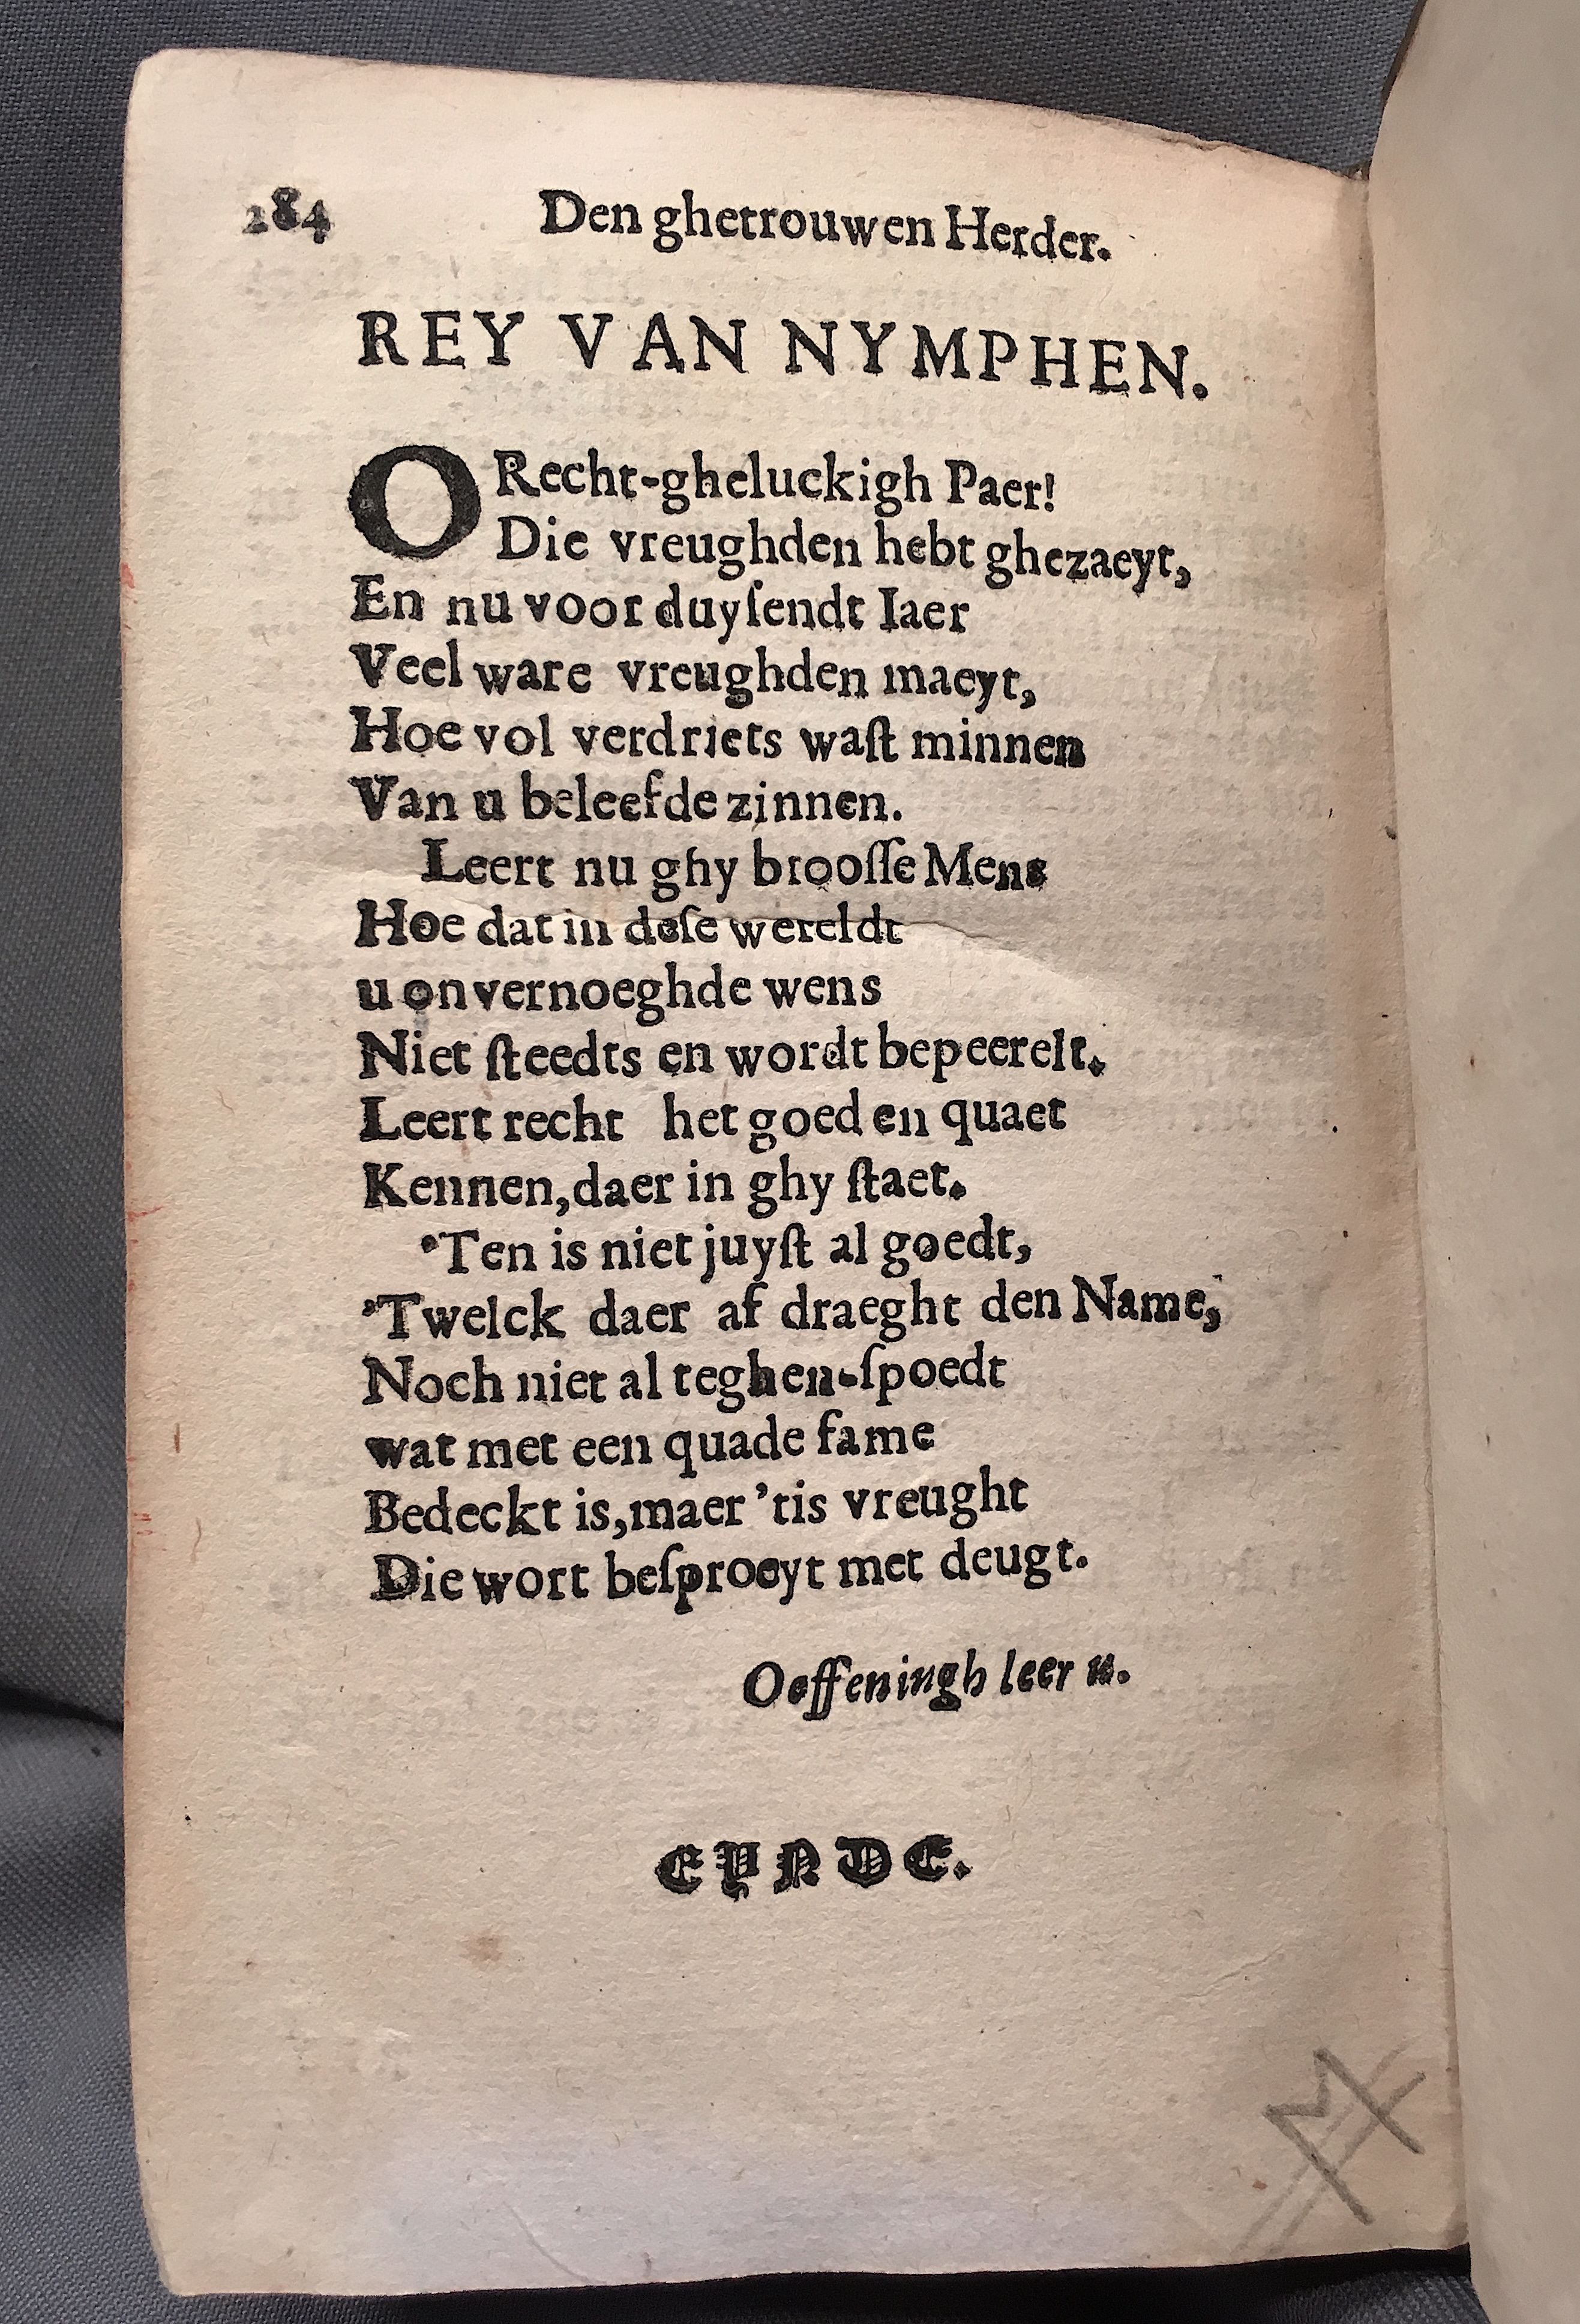 284 Den ghetrouwen Herder.
REY VAN NYMPHEN.
O Recht-gheluckigh Paer!
Die vreughden hebt ghezaeyt,
En nu voor duyſendt Iaer
Veel ware vreughden maeyt,
Hoe vol verdriets waſt minnen
Van u beleefde zinnen.
Leert nu ghy brooſſe Mens
Hoe dat in deſe wereldt
u onvernoeghde wens
Niet ſteedts en wordt bepeerelt.
Leert recht het goed en quaet
Kennen, daer in ghy ſtaet.
'Ten is niet juyſt al goedt,
'Twelck daer af draeght den Name,
Noch niet al teghen-ſpoedt
wat met een quade fame
Bedeckt is, maer 'tis vreught
Die wort beſproeyt met deugt.
Oeffeningh leer u.
EYNDE.